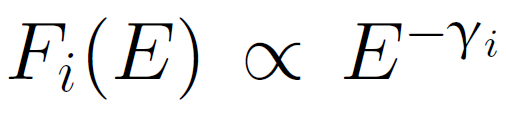 F_i(E) ∝ E^{-γ_i}